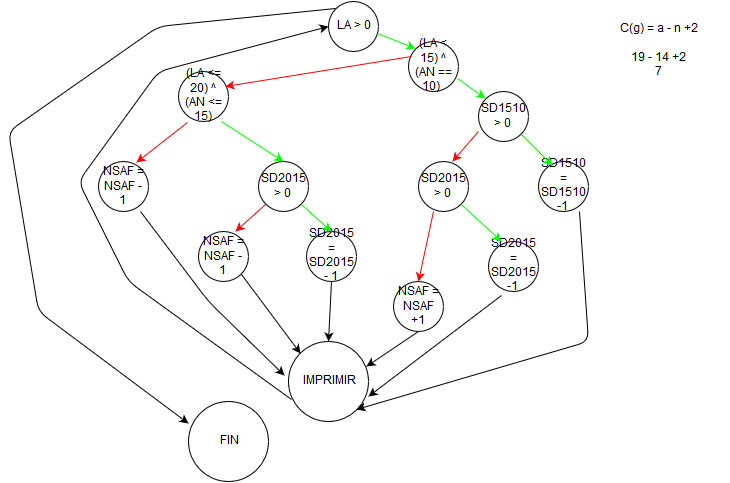 LA > 0
C(g) = a - n +2
19 - 14 +2
7
(LA <
15) ^
(AN ==
10)
(LA <=
20) ^
(AN <=
15)
SD1510
> 0
NSAF =
NSAF -
1
SD2015
> 0
SD2015
> 0
SD1510
=
SD1510
-1
NSAF =
NSAF -
1
SD2015
=
SD2015
- 1
SD2015
=
SD2015
-1
NSAF =
NSAF
+1
IMPRIMIR
FIN